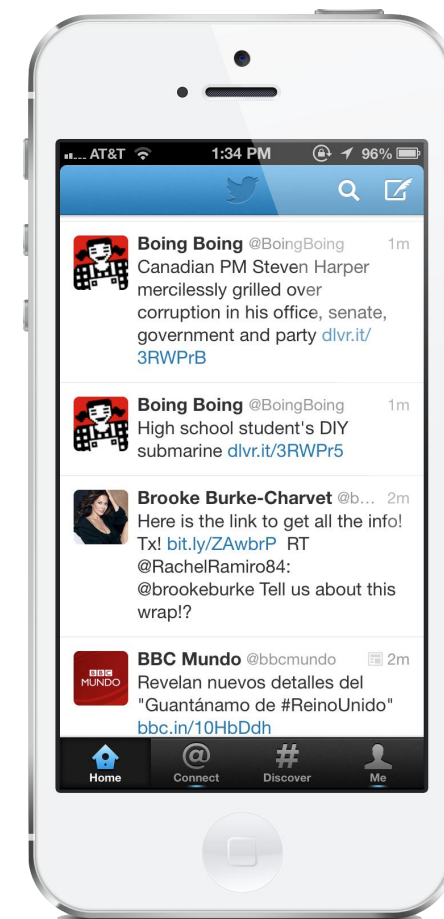 AT&T 1:34 PM 96%
Boing Boing @BoingBoing 1m
Canadian PM Steven Harper
mercilessly grilled over
corruption in his office, senate,
government and party dlvr.it/
3RWPrB
Boing Boing @BoingBoing 1m
High school student's DIY
submarine dlvr.it/3RWPr5
Brooke Burke-Charvet @b... 2m
Here is the link to get all the info!
Tx! bit.ly/ZAwbrP RT
@RachelRamiro84:
@brookeburke Tell us about this
wrap!?
BBC MUNDO
BBC Mundo @bbcmundo 2m
Revelan nuevos detalles del
"Guantánamo de #ReinoUnido"
bbc.in/10HbDdh
Home Connect Discover Me